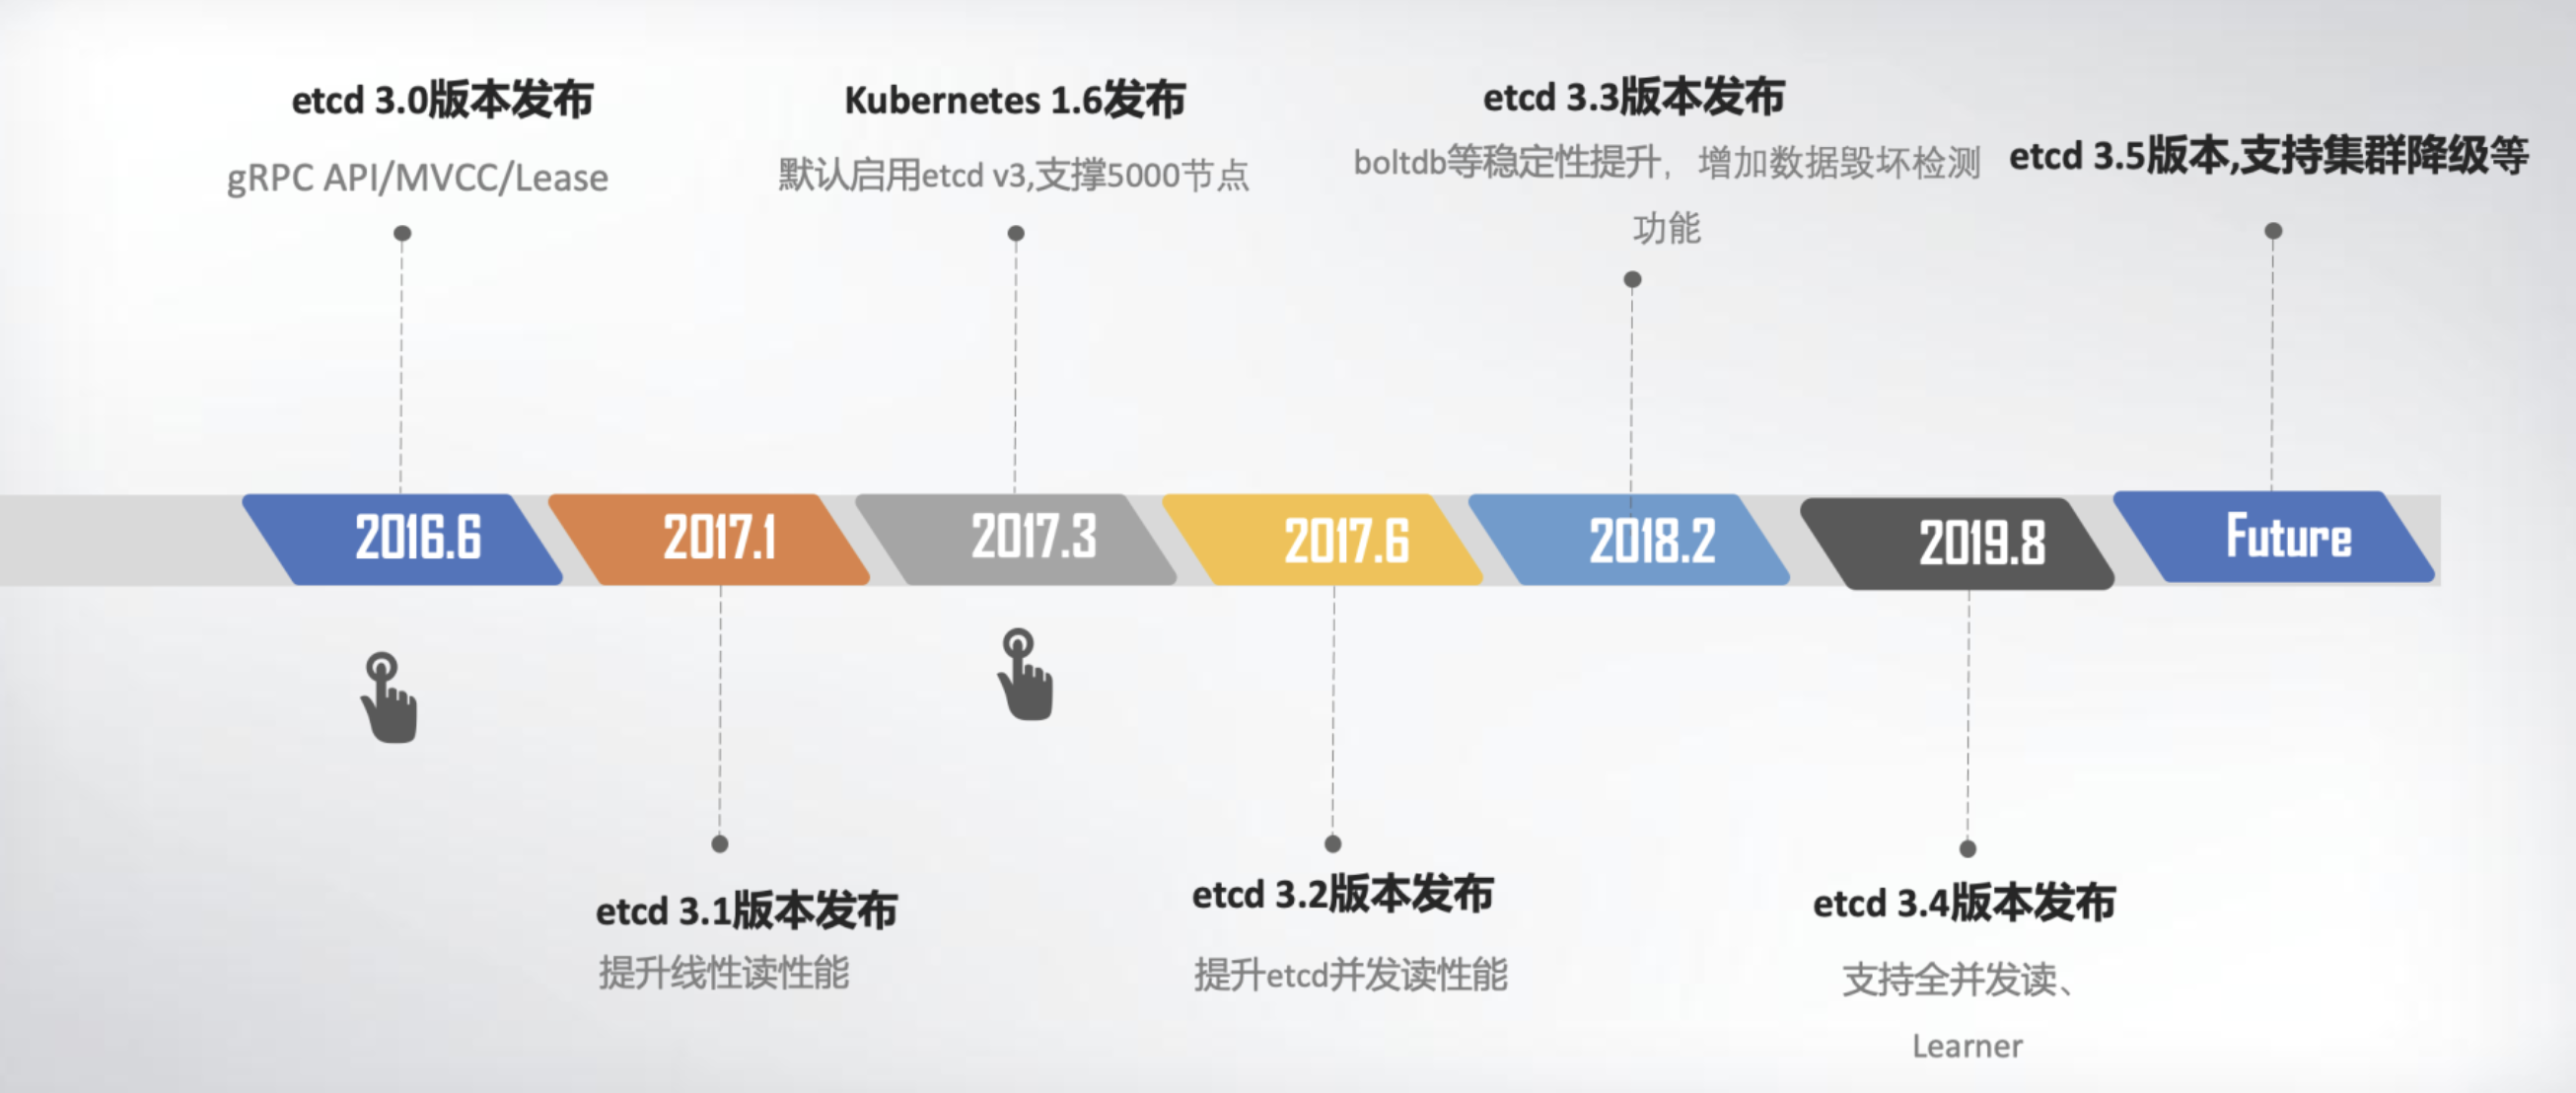 etcd 3.0版本发布
gRPC API/MVCC/Lease
Kubernetes 1.6发布
默认启用etcd v3,支撑5000节点
etcd 3.3版本发布
boltdb等稳定性提升，增加数据毁坏检测
功能
etcd 3.5版本,支持集群降级等
2016.6
2017.1
2017.3
2017.6
2018.2
2019.8
Future
etcd 3.1版本发布
提升线性读性能
etcd 3.2版本发布
提升etcd并发读性能
etcd 3.4版本发布
支持全并发读、
Learner